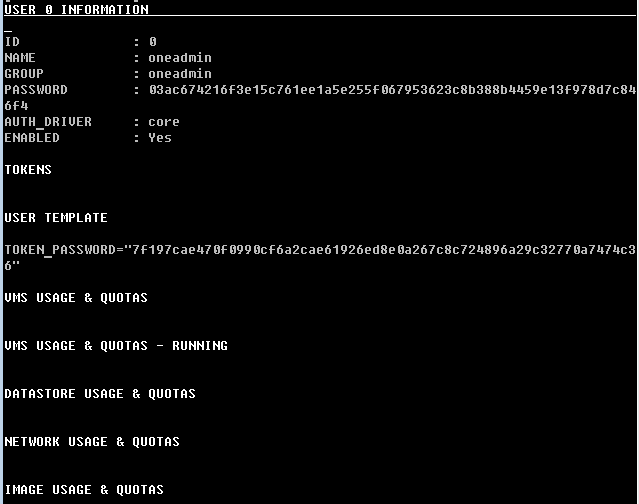 USER 0 INFORMATION
ID : 0
NAME : oneadmin
GROUP : oneadmin
PASSWORD : 03ac674216f3e15c761ee1a5e255f067953623c8b388b4459e13f978d7c84
6f4
AUTH_DRIVER : core
ENABLED : Yes
TOKENS
USER TEMPLATE
TOKEN_PASSWORD="7f197cae470f0990cf6a2cae61926ed8e0a267c8c724896a29c32770a7474c3
6"
VMS USAGE & QUOTAS
VMS USAGE & QUOTAS - RUNNING
DATASTORE USAGE & QUOTAS
NETWORK USAGE & QUOTAS
IMAGE USAGE & QUOTAS